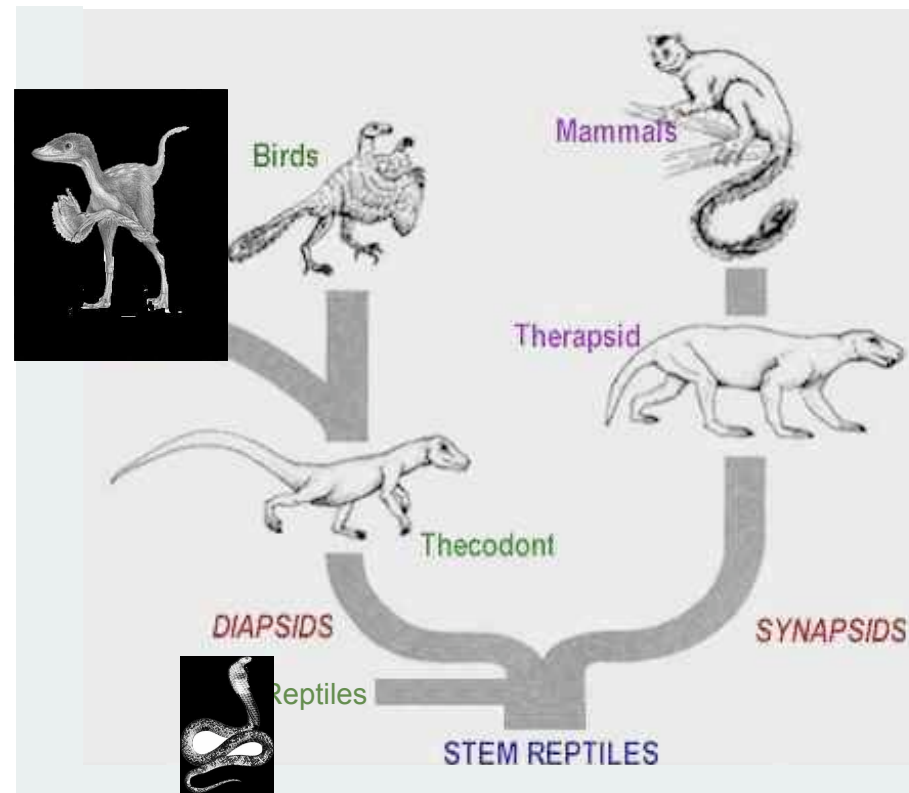 Mammals
Birds
Therapsid
Thecodont
DIAPSIDS
SYNAPSIDS
Reptiles
STEM REPTILES